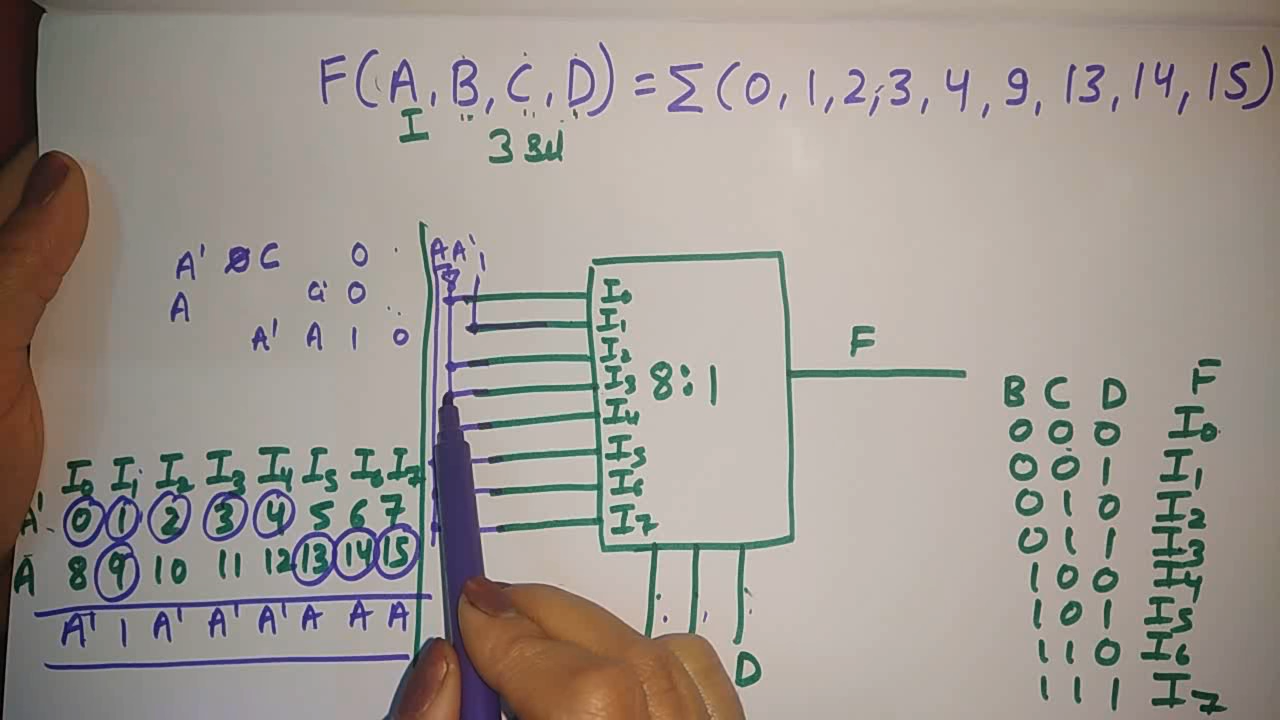 F(A, B, C, D) = Σ(0, 1, 2, 3, 4, 9, 13, 14, 15)
I
A' C 0
A 0
A' A 1 0
A A' 1
I0
I1
I2
I3
I4
I5
I6
I7
8:1
F
D
I0 I1 I2 I3 I4 I5 I6 I7
A' 0 1 2 3 4 5 6 7
A 8 9 10 11 12 13 14 15
A' 1 A' A' A' A A A
B C D F
0 0 0 I0
0 0 1 I1
0 1 0 I2
0 1 1 I3
1 0 0 I4
1 0 1 I5
1 1 0 I6
1 1 1 I7